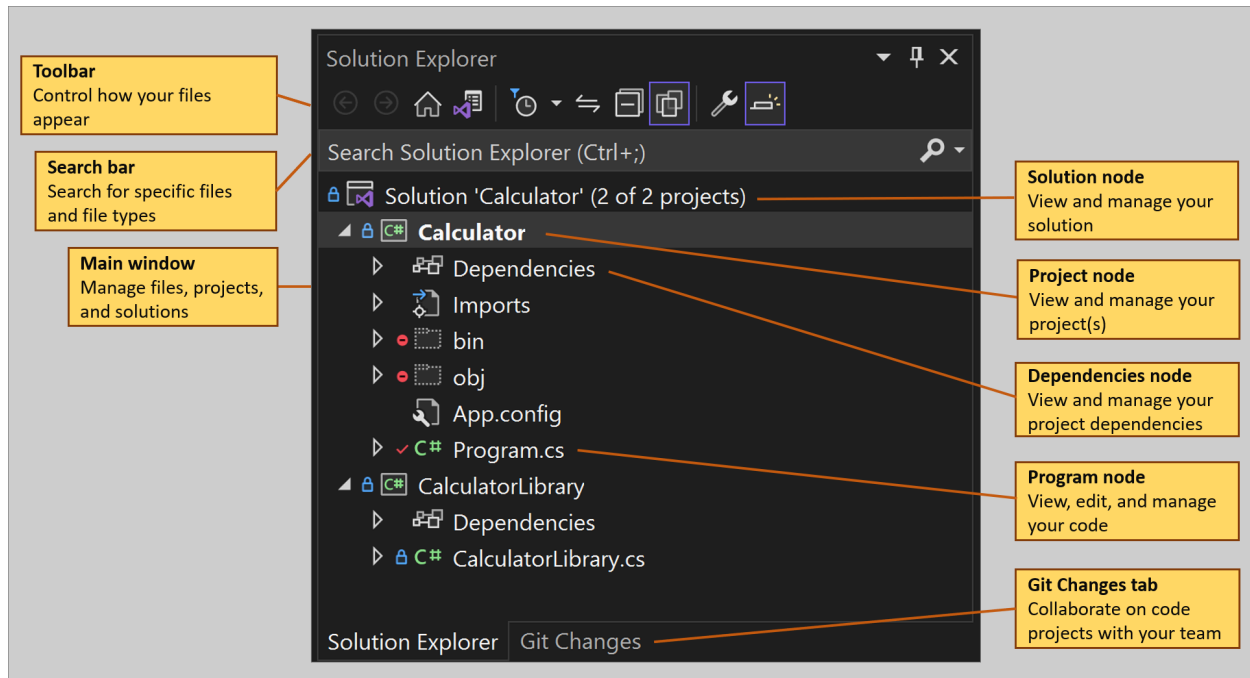 Toolbar
Control how your files
appear
Search bar
Search for specific files
and file types
Main window
Manage files, projects,
and solutions
Solution Explorer
Search Solution Explorer (Ctrl+;)
Solution 'Calculator' (2 of 2 projects)
C# Calculator
Dependencies
Imports
bin
obj
App.config
C# Program.cs
C# CalculatorLibrary
Dependencies
C# CalculatorLibrary.cs
Solution Explorer
Git Changes
Solution node
View and manage your
solution
Project node
View and manage your
project(s)
Dependencies node
View and manage your
project dependencies
Program node
View, edit, and manage
your code
Git Changes tab
Collaborate on code
projects with your team